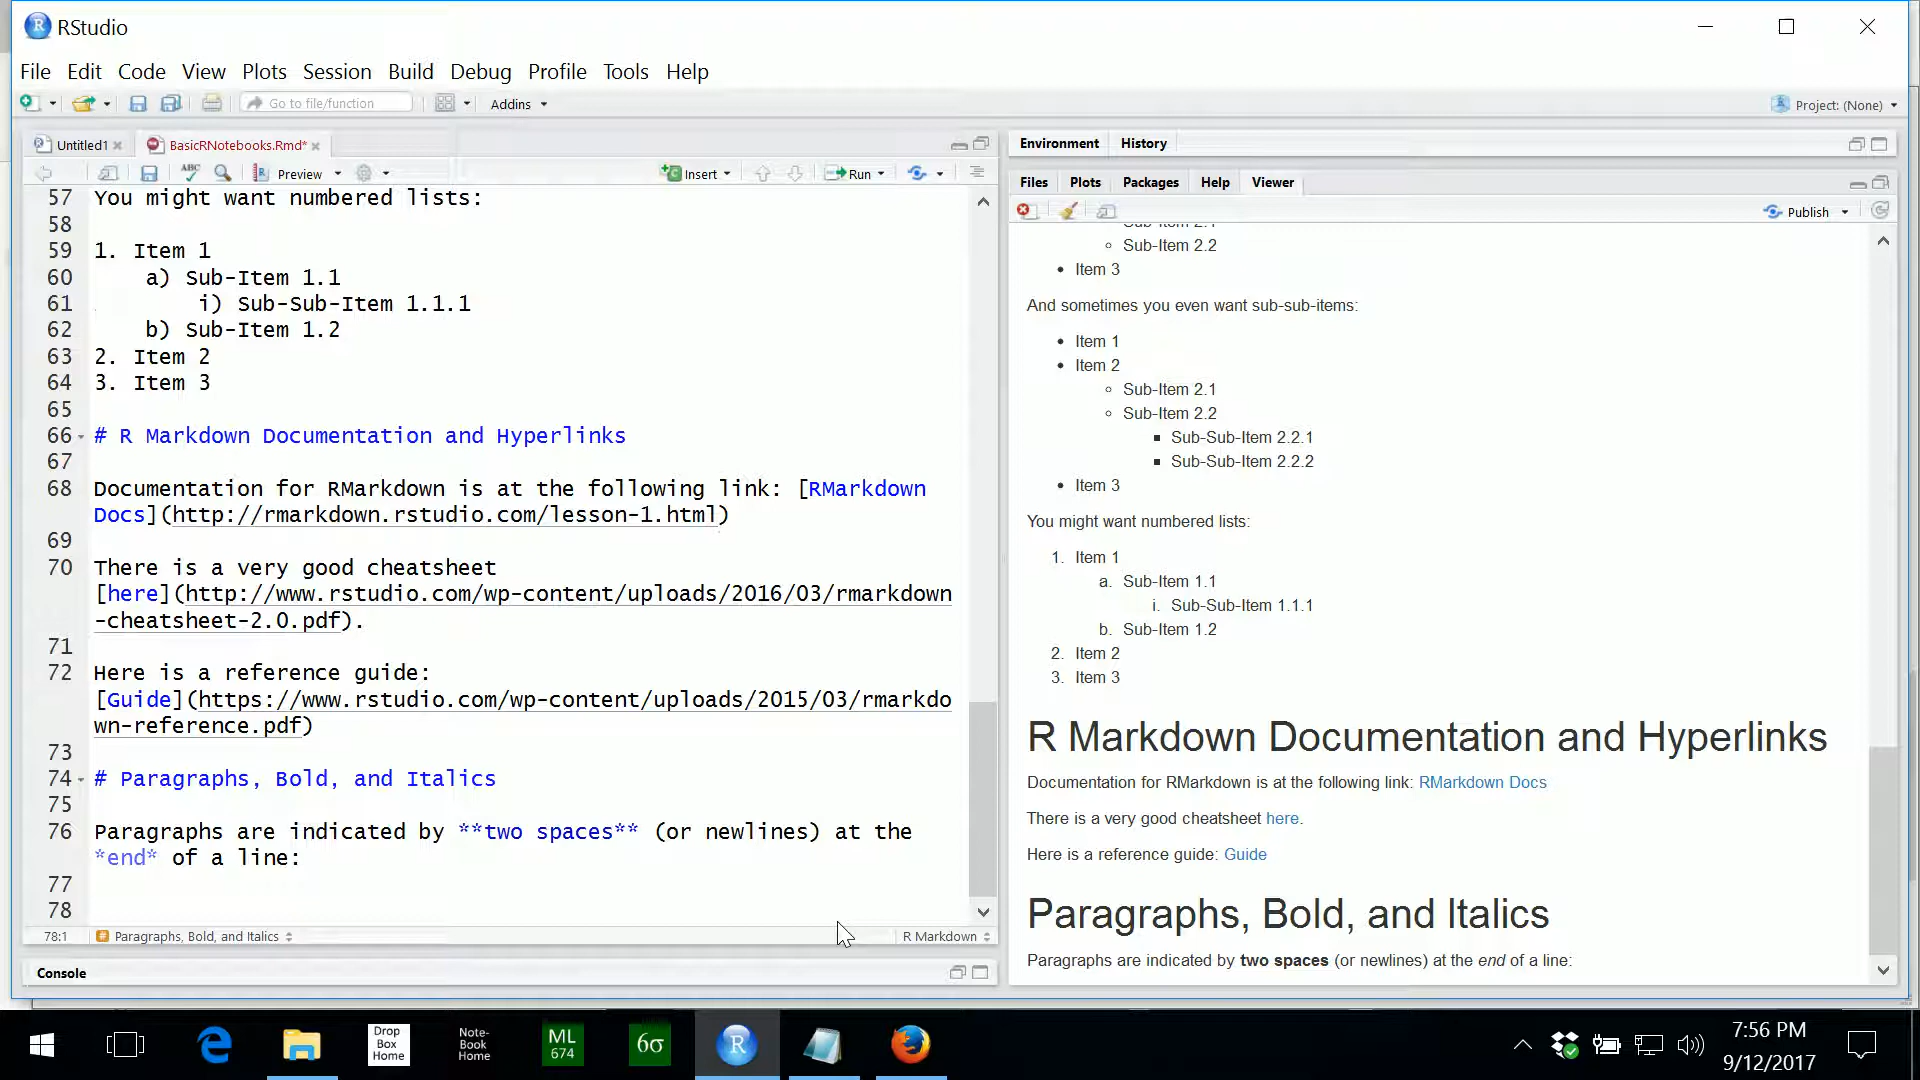 RStudio
File Edit Code View Plots Session Build Debug Profile Tools Help
Go to file/function
Addins
Project: (None)
Untitled1
BasicRNotebooks.Rmd*
ABC
Preview
Insert
Run
57 You might want numbered lists:
58
59 1. Item 1
60 a) Sub-Item 1.1
61 i) Sub-Sub-Item 1.1.1
62 b) Sub-Item 1.2
63 2. Item 2
64 3. Item 3
65
66 # R Markdown Documentation and Hyperlinks
67
68 Documentation for RMarkdown is at the following link: [RMarkdown
Docs](http://rmarkdown.rstudio.com/lesson-1.html)
69
70 There is a very good cheatsheet
[here](http://www.rstudio.com/wp-content/uploads/2016/03/rmarkdown
-cheatsheet-2.0.pdf).
71
72 Here is a reference guide:
[Guide](https://www.rstudio.com/wp-content/uploads/2015/03/rmarkdo
wn-reference.pdf)
73
74 # Paragraphs, Bold, and Italics
75
76 Paragraphs are indicated by **two spaces** (or newlines) at the
*end* of a line:
77
78
78:1 Paragraphs, Bold, and Italics
R Markdown
Console
Environment History
Files Plots Packages Help Viewer
Publish
Sub-Item 2.1
Sub-Item 2.2
Item 3
And sometimes you even want sub-sub-items:
Item 1
Item 2
Sub-Item 2.1
Sub-Item 2.2
Sub-Sub-Item 2.2.1
Sub-Sub-Item 2.2.2
Item 3
You might want numbered lists:
1. Item 1
a. Sub-Item 1.1
i. Sub-Sub-Item 1.1.1
b. Sub-Item 1.2
2. Item 2
3. Item 3
R Markdown Documentation and Hyperlinks
Documentation for RMarkdown is at the following link: RMarkdown Docs
There is a very good cheatsheet here.
Here is a reference guide: Guide
Paragraphs, Bold, and Italics
Paragraphs are indicated by two spaces (or newlines) at the end of a line:
Drop
Box
Home
Note-
Book
Home
ML
674
6σ
R
7:56 PM
9/12/2017